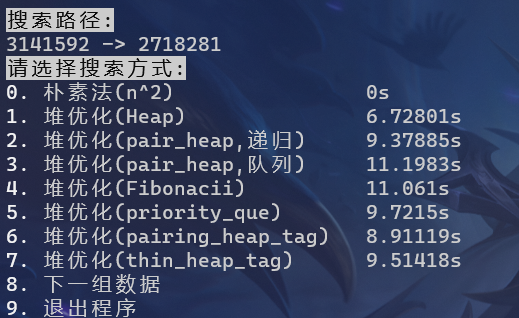 搜索路径:
3141592 -> 2718281
请选择搜索方式:
0. 朴素法(n^2) 0s
1. 堆优化(Heap) 6.72801s
2. 堆优化(pair_heap,递归) 9.37885s
3. 堆优化(pair_heap,队列) 11.1983s
4. 堆优化(Fibonacii) 11.061s
5. 堆优化(priority_que) 9.7215s
6. 堆优化(pairing_heap_tag) 8.91119s
7. 堆优化(thin_heap_tag) 9.51418s
8. 下一组数据
9. 退出程序